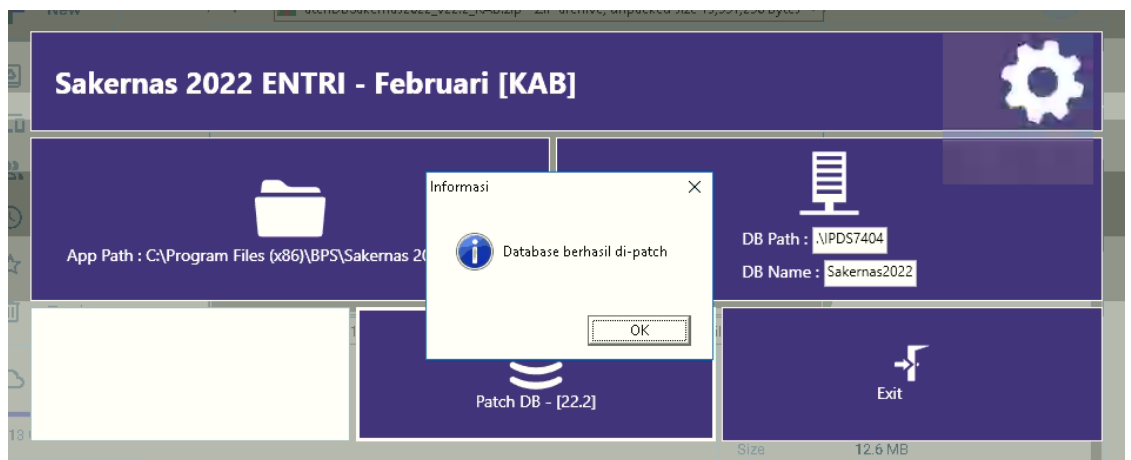 Sakernas 2022 ENTRI - Februari [KAB]
Informasi
Database berhasil di-patch
OK
App Path : C:\Program Files (x86)\BPS\Sakernas
DB Path : .\IPDS7404
DB Name : Sakernas2022
Patch DB - [22.2]
Exit
Size 12.6 MB